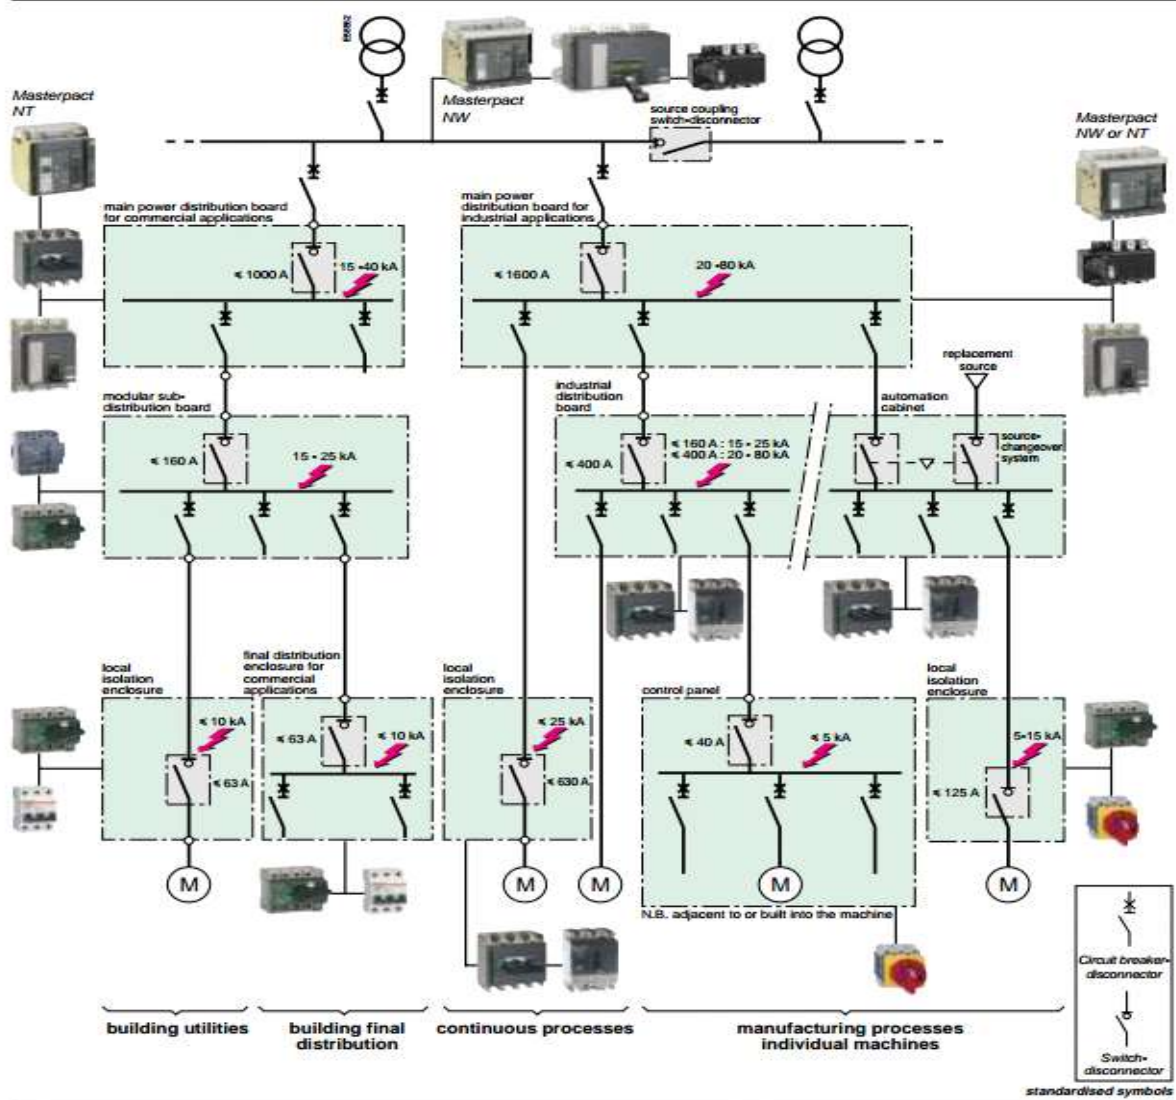 E68862
Masterpact
NT
Masterpact
NW
source coupling
switch-disconnector
Masterpact
NW or NT
main power distribution board
for commercial applications
main power
distribution board for
industrial applications
≤ 1000 A
15 -40 kA
≤ 1600 A
20 -80 kA
replacement
source
modular sub-
distribution board
industrial
distribution
board
automation
cabinet
≤ 160 A
15 - 25 kA
≤ 400 A
≤ 160 A : 15 - 25 kA
≤ 400 A : 20 - 80 kA
source-
changeover
system
local
isolation
enclosure
final distribution
enclosure for
commercial
applications
local
isolation
enclosure
control panel
local
isolation
enclosure
≤ 10 kA
≤ 63 A
≤ 63 A
≤ 10 kA
≤ 25 kA
≤ 630 A
≤ 40 A
≤ 5 kA
5-15 kA
≤ 125 A
M
M
M
M
M
N.B. adjacent to or built into the machine
Circuit breaker-
disconnector
Switch-
disconnector
standardised symbols
building utilities
building final
distribution
continuous processes
manufacturing processes
individual machines